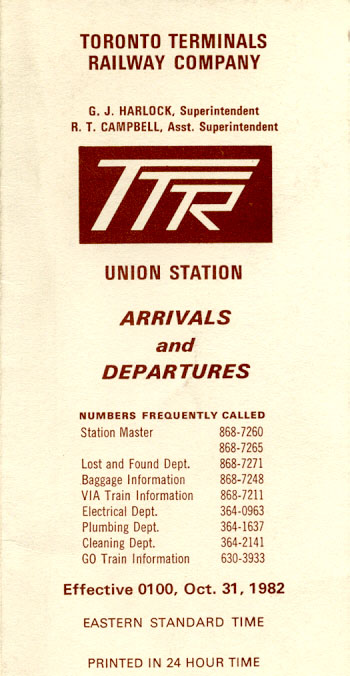 TORONTO TERMINALS
RAILWAY COMPANY
G. J. HARLOCK, Superintendent
R. T. CAMPBELL, Asst. Superintendent
TTR
UNION STATION
ARRIVALS
and
DEPARTURES
NUMBERS FREQUENTLY CALLED
Station Master 868-7260
868-7265
Lost and Found Dept. 868-7271
Baggage Information 868-7248
VIA Train Information 868-7211
Electrical Dept. 364-0963
Plumbing Dept. 364-1637
Cleaning Dept. 364-2141
GO Train Information 630-3933
Effective 0100, Oct. 31, 1982
EASTERN STANDARD TIME
PRINTED IN 24 HOUR TIME